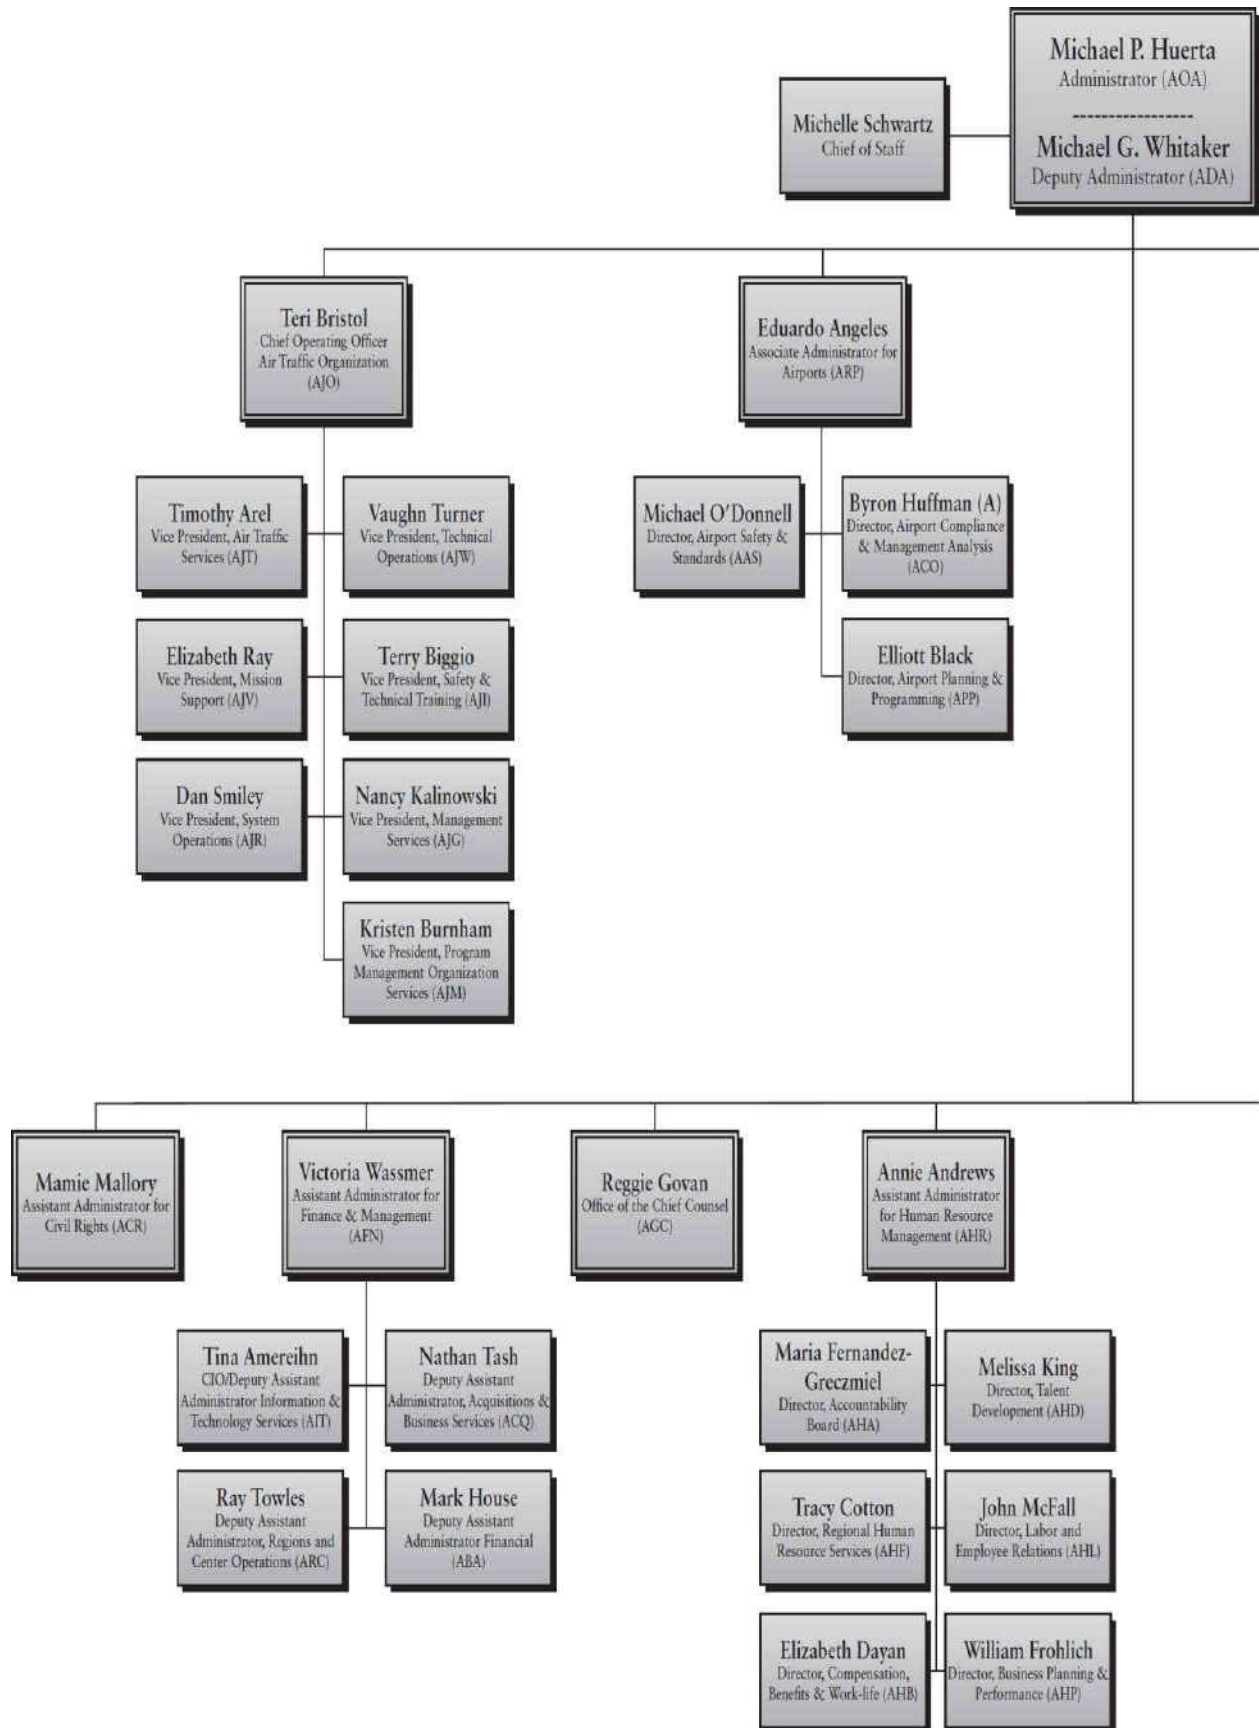 Michael P. Huerta
Administrator (AOA)
-----------------
Michael G. Whitaker
Deputy Administrator (ADA)
Michelle Schwartz
Chief of Staff
Teri Bristol
Chief Operating Officer
Air Traffic Organization
(AJO)
Eduardo Angeles
Associate Administrator for
Airports (ARP)
Timothy Arel
Vice President, Air Traffic
Services (AJT)
Vaughn Turner
Vice President, Technical
Operations (AJW)
Michael O'Donnell
Director, Airport Safety &
Standards (AAS)
Byron Huffman (A)
Director, Airport Compliance
& Management Analysis
(ACO)
Elizabeth Ray
Vice President, Mission
Support (AJV)
Terry Biggio
Vice President, Safety &
Technical Training (AJI)
Elliott Black
Director, Airport Planning &
Programming (APP)
Dan Smiley
Vice President, System
Operations (AJR)
Nancy Kalinowski
Vice President, Management
Services (AJG)
Kristen Burnham
Vice President, Program
Management Organization
Services (AJM)
Mamie Mallory
Assistant Administrator for
Civil Rights (ACR)
Victoria Wassmer
Assistant Administrator for
Finance & Management
(AFN)
Reggie Govan
Office of the Chief Counsel
(AGC)
Annie Andrews
Assistant Administrator
for Human Resource
Management (AHR)
Tina Amereihn
CIO/Deputy Assistant
Administrator Information &
Technology Services (AIT)
Nathan Tash
Deputy Assistant
Administrator, Acquisitions &
Business Services (ACQ)
Maria Fernandez-
Greczmiel
Director, Accountability
Board (AHA)
Melissa King
Director, Talent
Development (AHD)
Ray Towles
Deputy Assistant
Administrator, Regions and
Center Operations (ARC)
Mark House
Deputy Assistant
Administrator Financial
(ABA)
Tracy Cotton
Director, Regional Human
Resource Services (AHF)
John McFall
Director, Labor and
Employee Relations (AHL)
Elizabeth Dayan
Director, Compensation,
Benefits & Work-life (AHB)
William Frohlich
Director, Business Planning &
Performance (AHP)